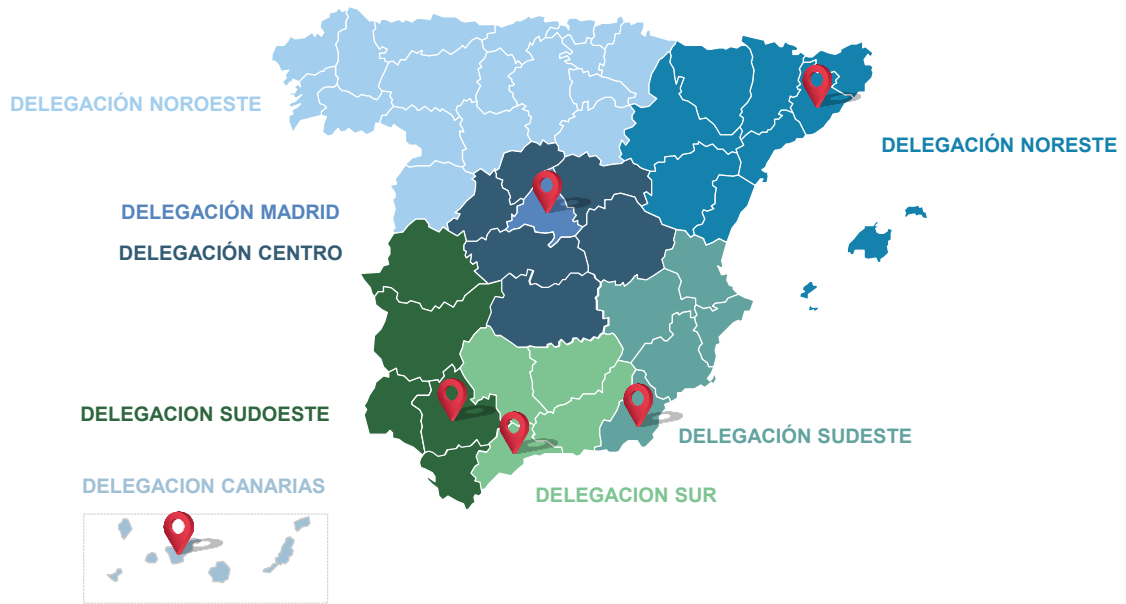 DELEGACIÓN NOROESTE
DELEGACIÓN NORESTE
DELEGACIÓN MADRID
DELEGACIÓN CENTRO
DELEGACION SUDOESTE
DELEGACIÓN SUDESTE
DELEGACION CANARIAS
DELEGACION SUR